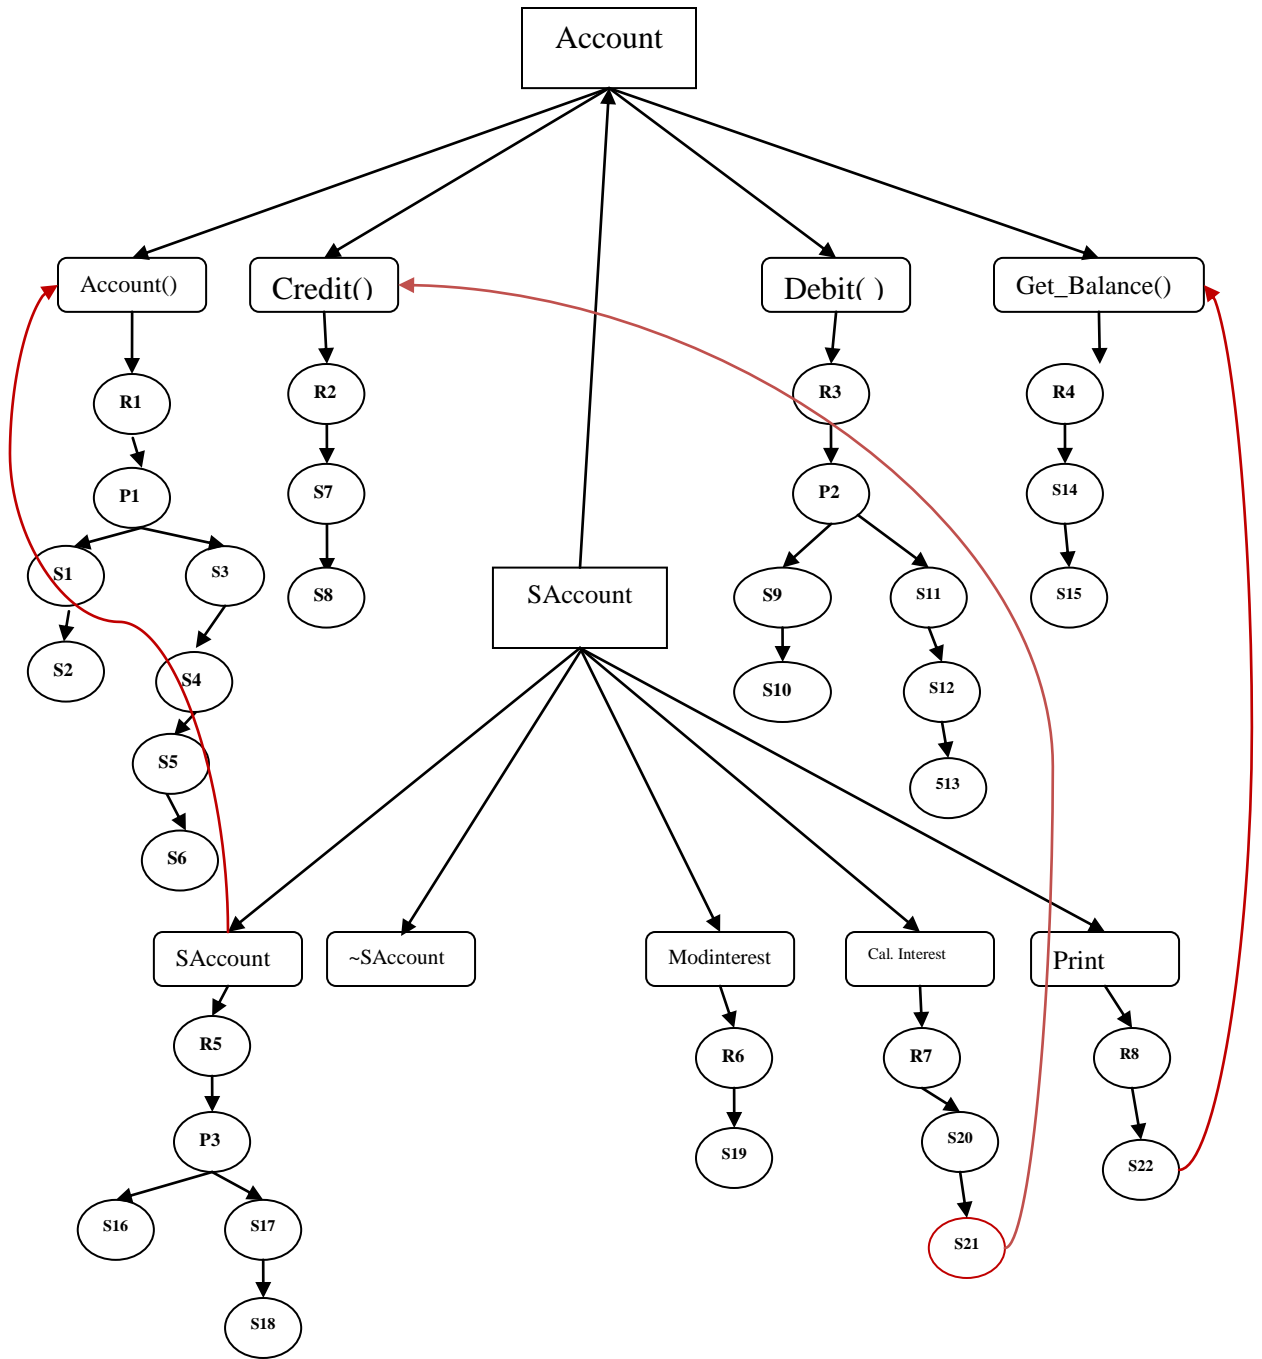 Account
Account()
Credit()
Debit( )
Get_Balance()
R1
R2
R3
R4
P1
S7
P2
S14
S1
S3
S8
SAccount
S9
S11
S15
S2
S4
S10
S12
S5
513
S6
SAccount
~SAccount
Modinterest
Cal. Interest
Print
R5
R6
R7
R8
P3
S19
S20
S22
S16
S17
S21
S18